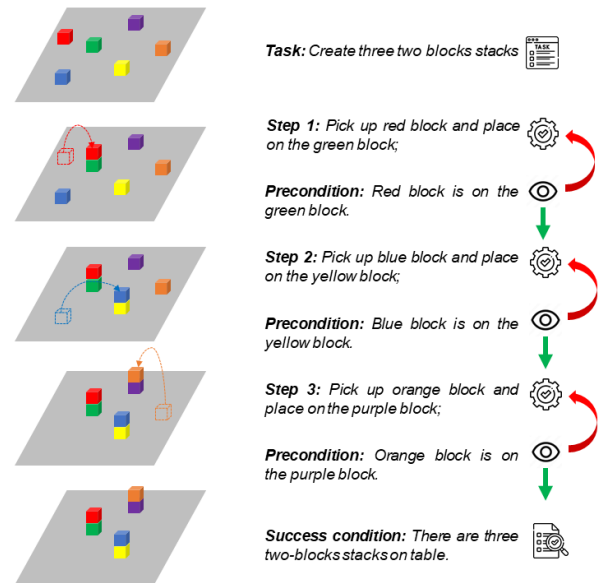 Task: Create three two blocks stacks
TASK
Step 1: Pick up red block and place
on the green block;
Precondition: Red block is on the
green block.
Step 2: Pick up blue block and place
on the yellow block;
Precondition: Blue block is on the
yellow block.
Step 3: Pick up orange block and
place on the purple block;
Precondition: Orange block is on
the purple block.
Success condition: There are three
two-blocks stacks on table.